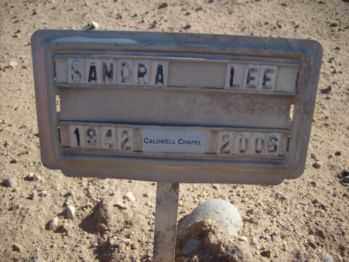 SANDRA LEE
1942 CALDWELL CHAPEL 2006